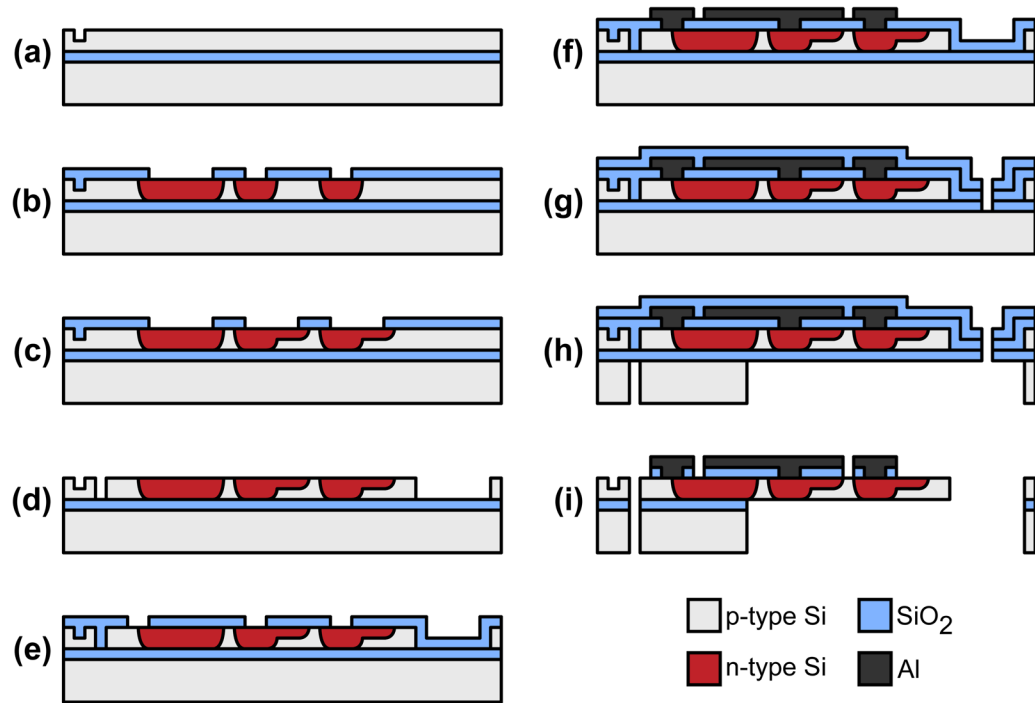 (a)
(b)
(c)
(d)
(e)
(f)
(g)
(h)
(i)
p-type Si
SiO2
n-type Si
Al